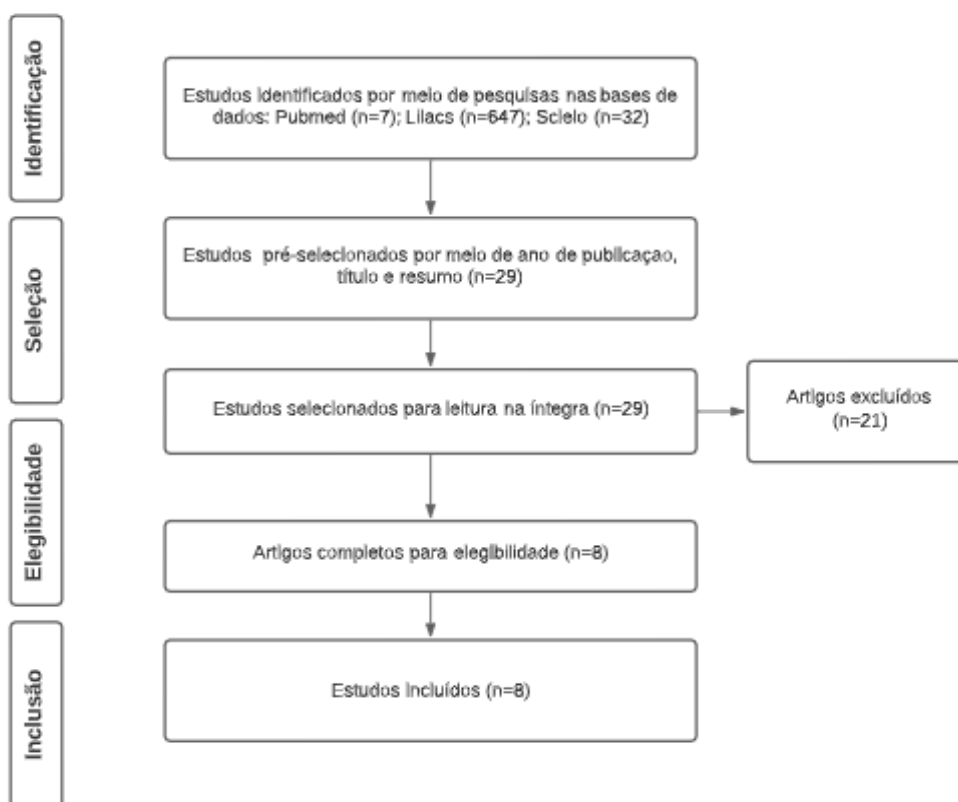 Identificação
Estudos identificados por meio de pesquisas nas bases de
dados: Pubmed (n=7); Lilacs (n=647); Scielo (n=32)
Seleção
Estudos pré-selecionados por meio de ano de publicaçao,
título e resumo (n=29)
Estudos selecionados para leitura na íntegra (n=29)
Artigos excluídos
(n=21)
Elegibilidade
Artigos completos para elegibilidade (n=8)
Inclusão
Estudos incluídos (n=8)